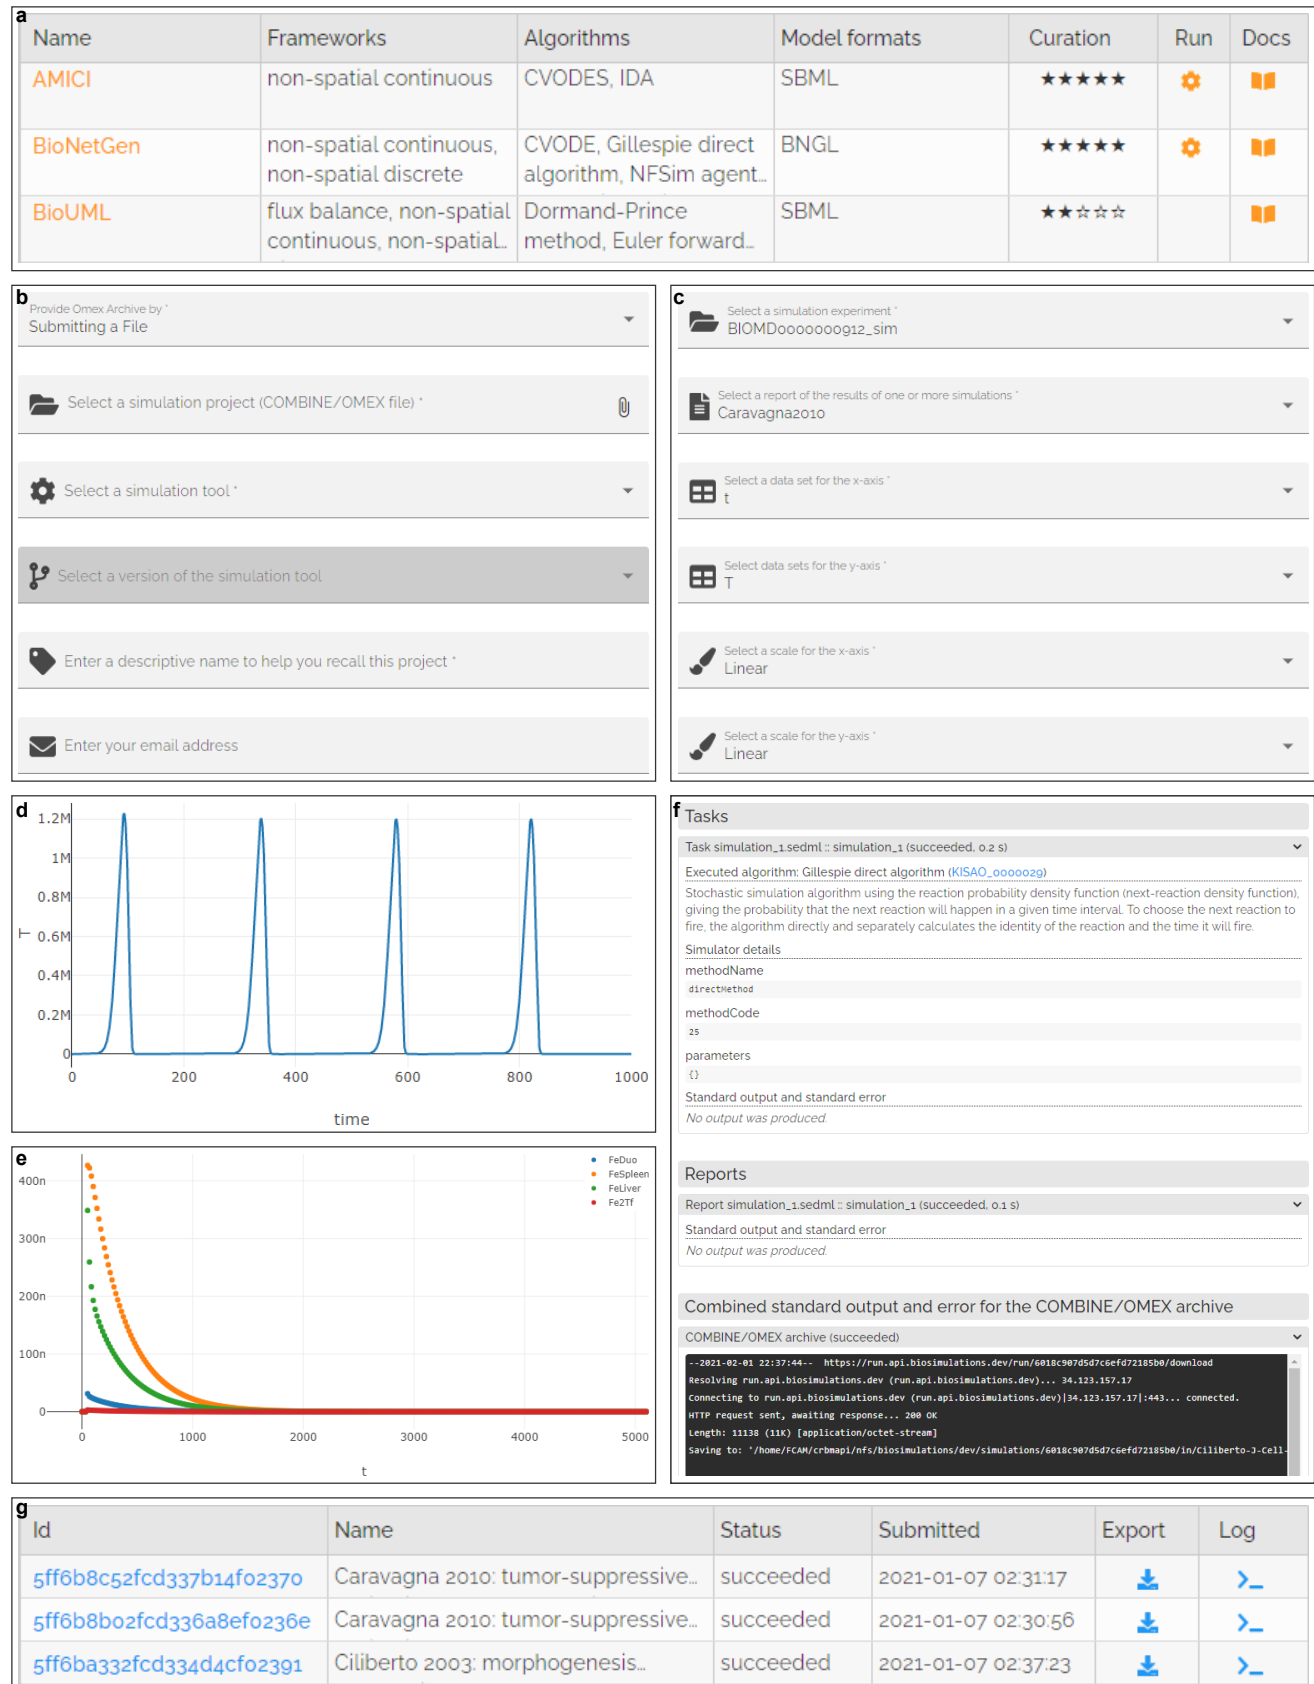 a
Name Frameworks Algorithms Model formats Curation Run Docs
AMICI non-spatial continuous CVODES, IDA SBML ★★★★★
BioNetGen non-spatial continuous, CVODE, Gillespie direct BNGL ★★★★★
non-spatial discrete algorithm, NFSim agent...
BioUML flux balance, non-spatial Dormand-Prince SBML ★★☆☆☆
continuous, non-spatial... method, Euler forward...
b
Provide Omex Archive by *
Submitting a File
Select a simulation project (COMBINE/OMEX file) *
Select a simulation tool *
Select a version of the simulation tool
Enter a descriptive name to help you recall this project *
Enter your email address
c
Select a simulation experiment *
BIOMD0000000912_sim
Select a report of the results of one or more simulations *
Caravagna2010
Select a data set for the x-axis *
t
Select data sets for the y-axis *
T
Select a scale for the x-axis *
Linear
Select a scale for the y-axis *
Linear
d
1.2M
1M
0.8M
0.6M
0.4M
0.2M
0
T
0 200 400 600 800 1000
time
e
FeDuo
FeSpleen
FeLiver
Fe2Tf
400n
300n
200n
100n
0
0 1000 2000 3000 4000 5000
t
f
Tasks
Task simulation_1.sedml :: simulation_1 (succeeded, 0.2 s)
Executed algorithm: Gillespie direct algorithm (KISAO_0000029)
Stochastic simulation algorithm using the reaction probability density function (next-reaction density function),
giving the probability that the next reaction will happen in a given time interval. To choose the next reaction to
fire, the algorithm directly and separately calculates the identity of the reaction and the time it will fire.
Simulator details
methodName
directMethod
methodCode
25
parameters
{}
Standard output and standard error
No output was produced.
Reports
Report simulation_1.sedml :: simulation_1 (succeeded, 0.1 s)
Standard output and standard error
No output was produced.
Combined standard output and error for the COMBINE/OMEX archive
COMBINE/OMEX archive (succeeded)
--2021-02-01 22:37:44-- https://run.api.biosimulations.dev/run/6018c907d5d7c6efd72185b0/download
Resolving run.api.biosimulations.dev (run.api.biosimulations.dev)... 34.123.157.17
Connecting to run.api.biosimulations.dev (run.api.biosimulations.dev)|34.123.157.17|:443... connected.
HTTP request sent, awaiting response... 200 OK
Length: 11138 (11K) [application/octet-stream]
Saving to: '/home/FCAM/crbmapi/nfs/biosimulations/dev/simulations/6018c907d5d7c6efd72185b0/in/Ciliberto-J-Cell-
g
Id Name Status Submitted Export Log
5ff6b8c52fcd337b14f02370 Caravagna 2010: tumor-suppressive... succeeded 2021-01-07 02:31:17
5ff6b8b02fcd336a8ef0236e Caravagna 2010: tumor-suppressive... succeeded 2021-01-07 02:30:56
5ff6ba332fcd334d4cf02391 Ciliberto 2003: morphogenesis... succeeded 2021-01-07 02:37:23